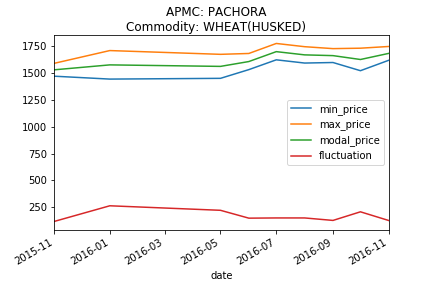 APMC: PACHORA
Commodity: WHEAT(HUSKED)
1750
1500
1250
1000
750
500
250
min_price
max_price
modal_price
fluctuation
2015-11
2016-01
2016-03
2016-05
2016-07
2016-09
2016-11
date